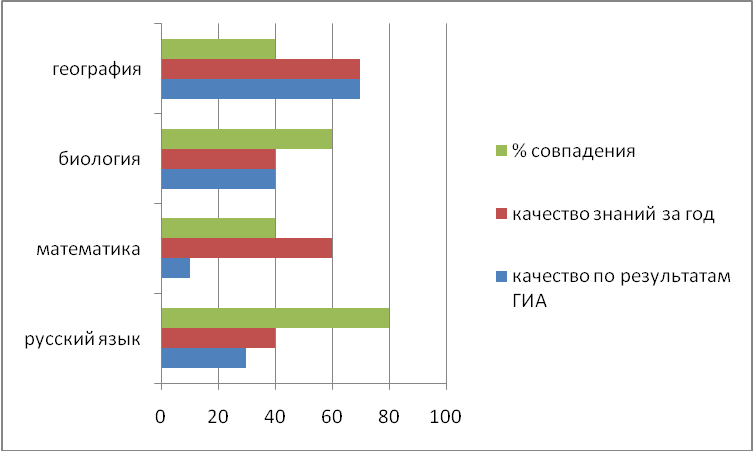 география
биология
математика
русский язык
0 20 40 60 80 100
% совпадения
качество знаний за год
качество по результатам
ГИА